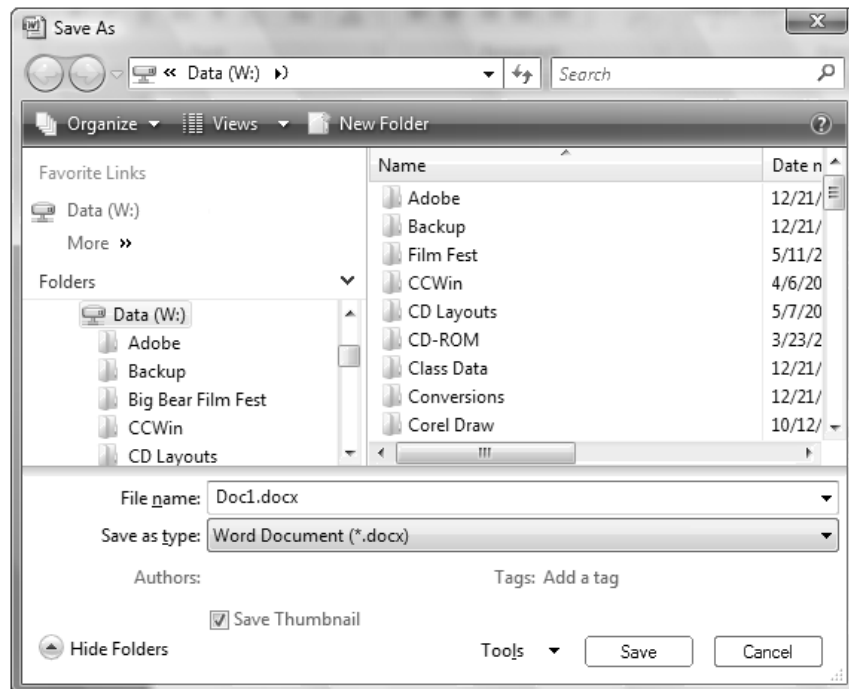 Save As
« Data (W:)
Search
Organize Views New Folder
Favorite Links
Data (W:)
More »
Folders
Data (W:)
Adobe
Backup
Big Bear Film Fest
CCWin
CD Layouts
Name Date n
Adobe 12/21/
Backup 12/21/
Film Fest 5/11/2
CCWin 4/6/20
CD Layouts 5/7/20
CD-ROM 3/23/2
Class Data 12/21/
Conversions 12/21/
Corel Draw 10/12/
File name: Doc1.docx
Save as type: Word Document (*.docx)
Authors: Tags: Add a tag
Save Thumbnail
Hide Folders Tools Save Cancel